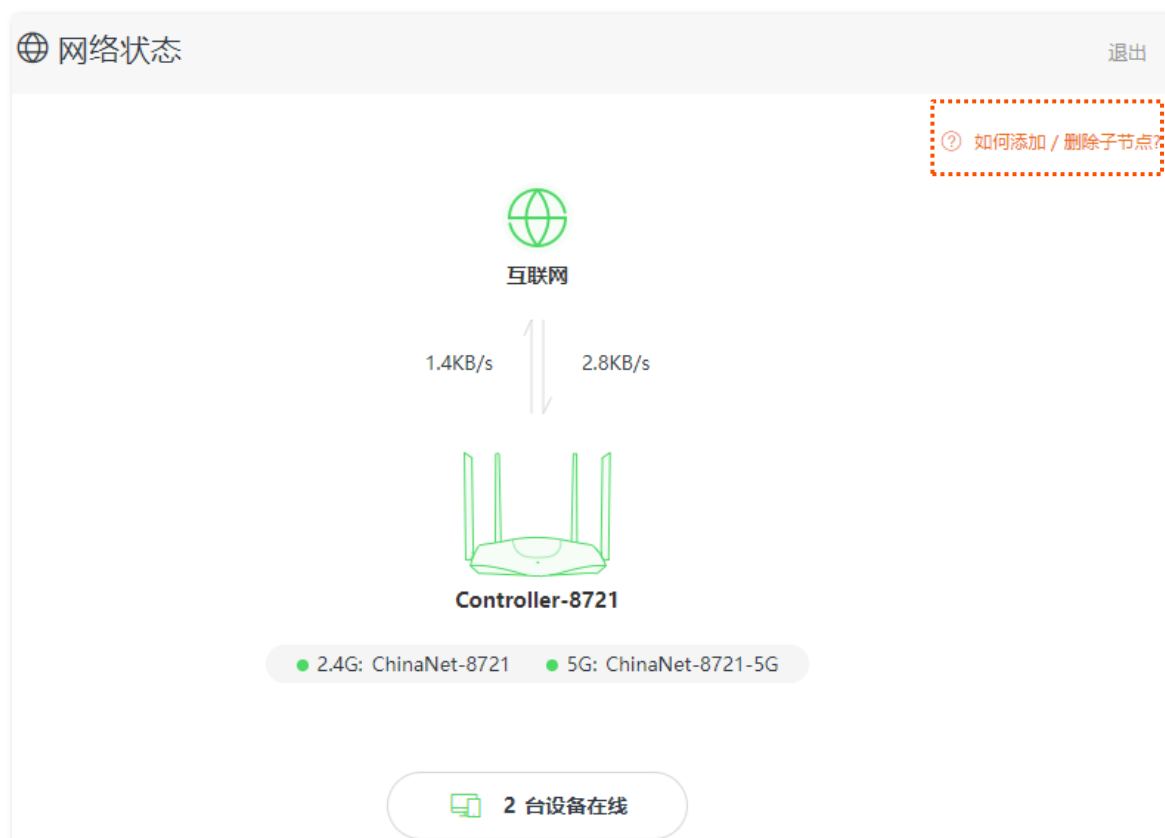 网络状态
退出
如何添加 / 删除子节点?
互联网
1.4KB/s 2.8KB/s
Controller-8721
2.4G: ChinaNet-8721 5G: ChinaNet-8721-5G
2 台设备在线